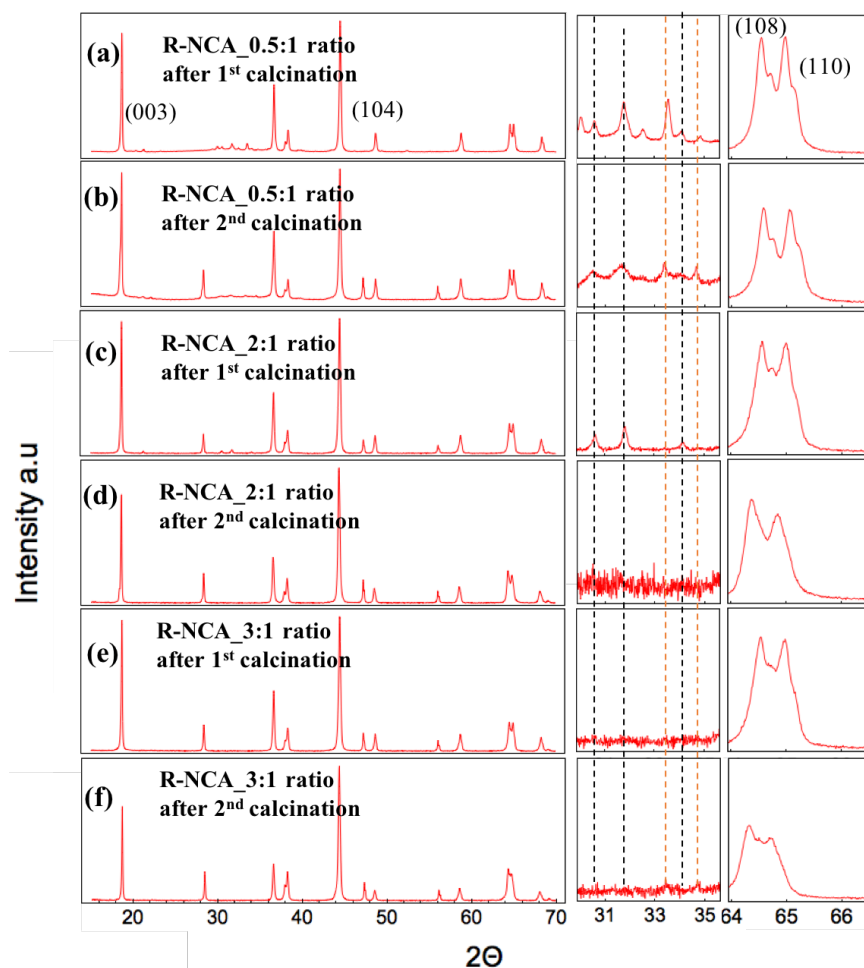 (a)
R-NCA_0.5:1 ratio
after 1st calcination
(003)
(104)
(108)
(110)
(b)
R-NCA_0.5:1 ratio
after 2nd calcination
(c)
R-NCA_2:1 ratio
after 1st calcination
(d)
R-NCA_2:1 ratio
after 2nd calcination
(e)
R-NCA_3:1 ratio
after 1st calcination
(f)
R-NCA_3:1 ratio
after 2nd calcination
Intensity a.u
20 30 40 50 60 70 31 33 35 64 65 66
2Θ